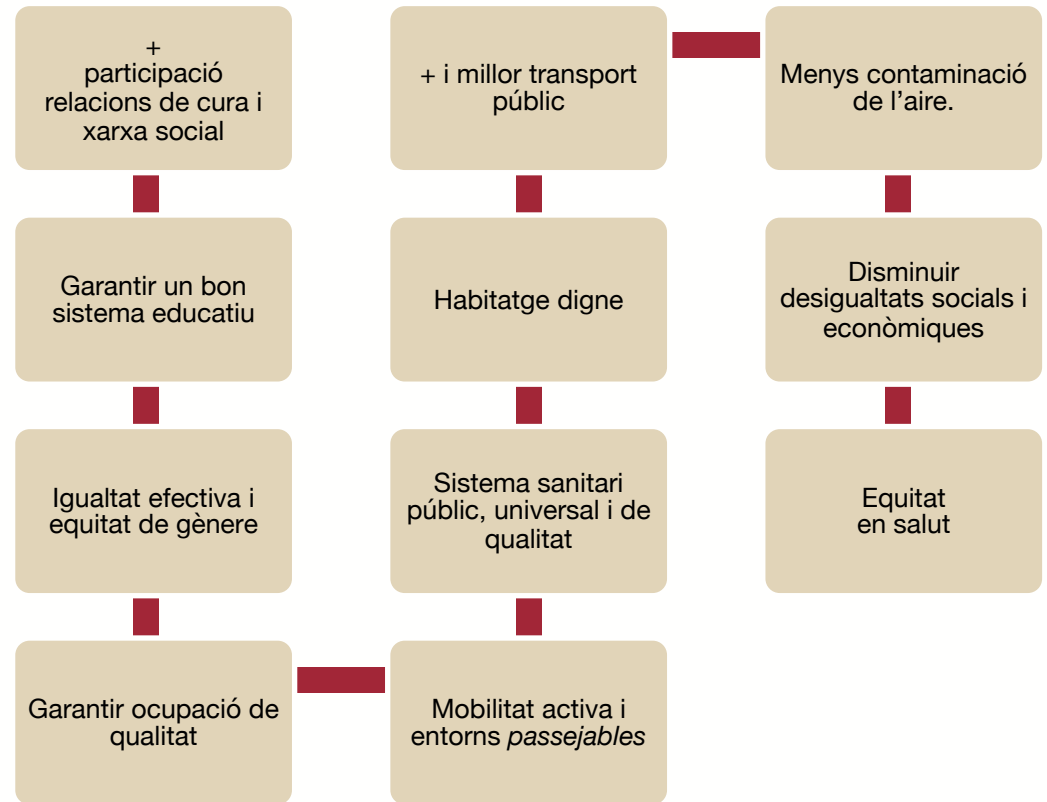 +
participació
relacions de cura i
xarxa social
Garantir un bon
sistema educatiu
Igualtat efectiva i
equitat de gènere
Garantir ocupació de
qualitat
Mobilitat activa i
entorns passejables
Sistema sanitari
públic, universal i de
qualitat
Habitatge digne
+ i millor transport
públic
Menys contaminació
de l’aire.
Disminuir
desigualtats socials i
econòmiques
Equitat
en salut